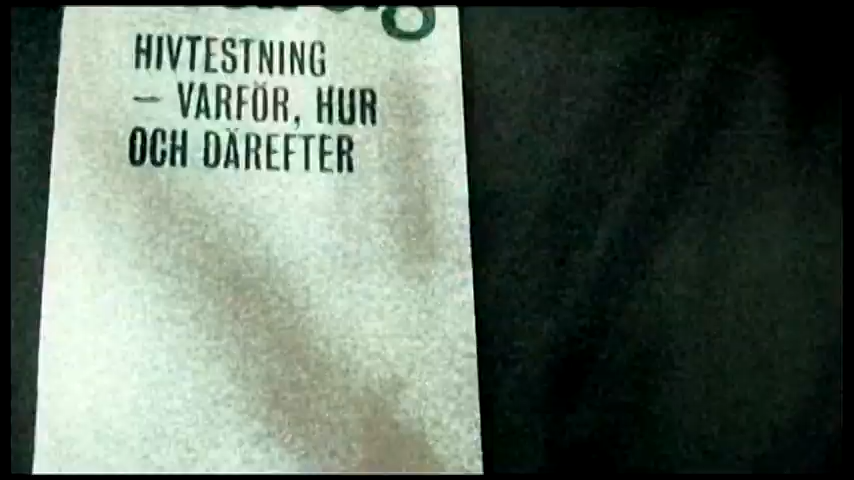 HIVTESTNING
– VARFÖR, HUR
OCH DÄREFTER